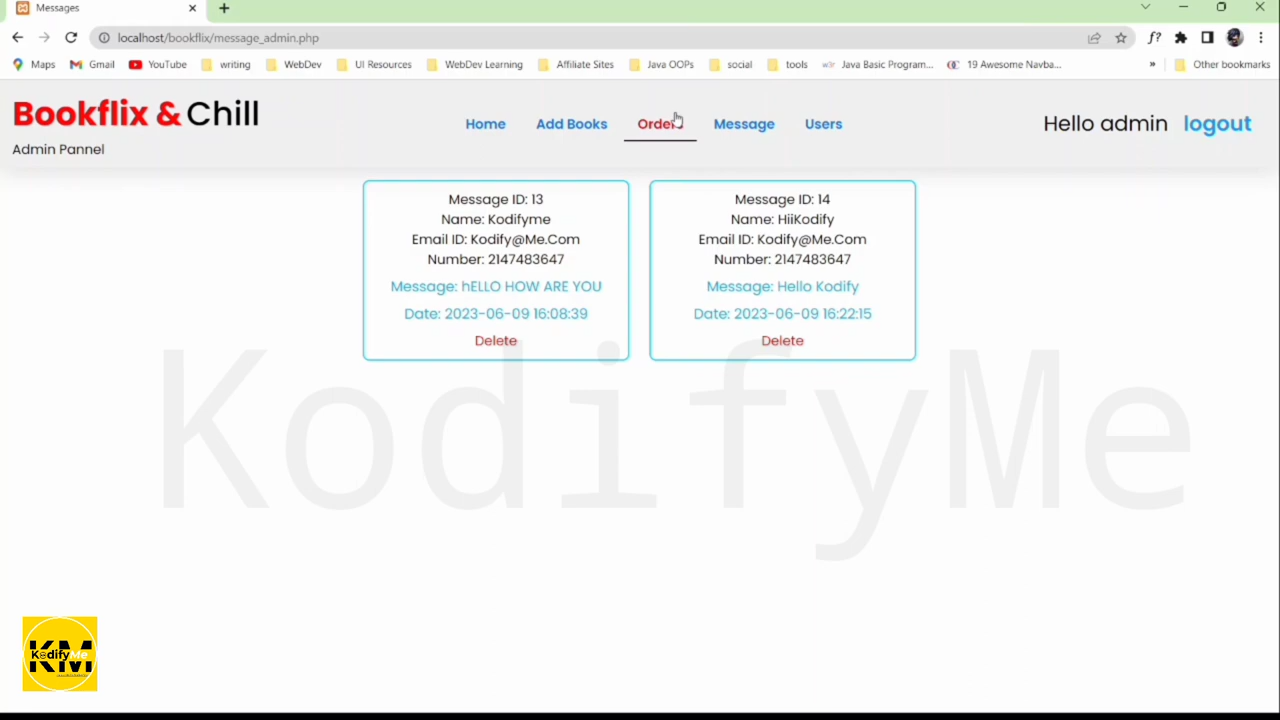 Messages
localhost/bookflix/message_admin.php
Maps Gmail YouTube writing WebDev UI Resources WebDev Learning Affiliate Sites Java OOPs social tools Java Basic Program... 19 Awesome Navba... » Other bookmarks
Bookflix & Chill
Admin Pannel
Home Add Books Orders Message Users
Hello admin logout
Message ID: 13
Name: Kodifyme
Email ID: Kodify@Me.Com
Number: 2147483647
Message: hELLO HOW ARE YOU
Date: 2023-06-09 16:08:39
Delete
Message ID: 14
Name: HiiKodify
Email ID: Kodify@Me.Com
Number: 2147483647
Message: Hello Kodify
Date: 2023-06-09 16:22:15
Delete
KodifyMe
KM
KodifyMe